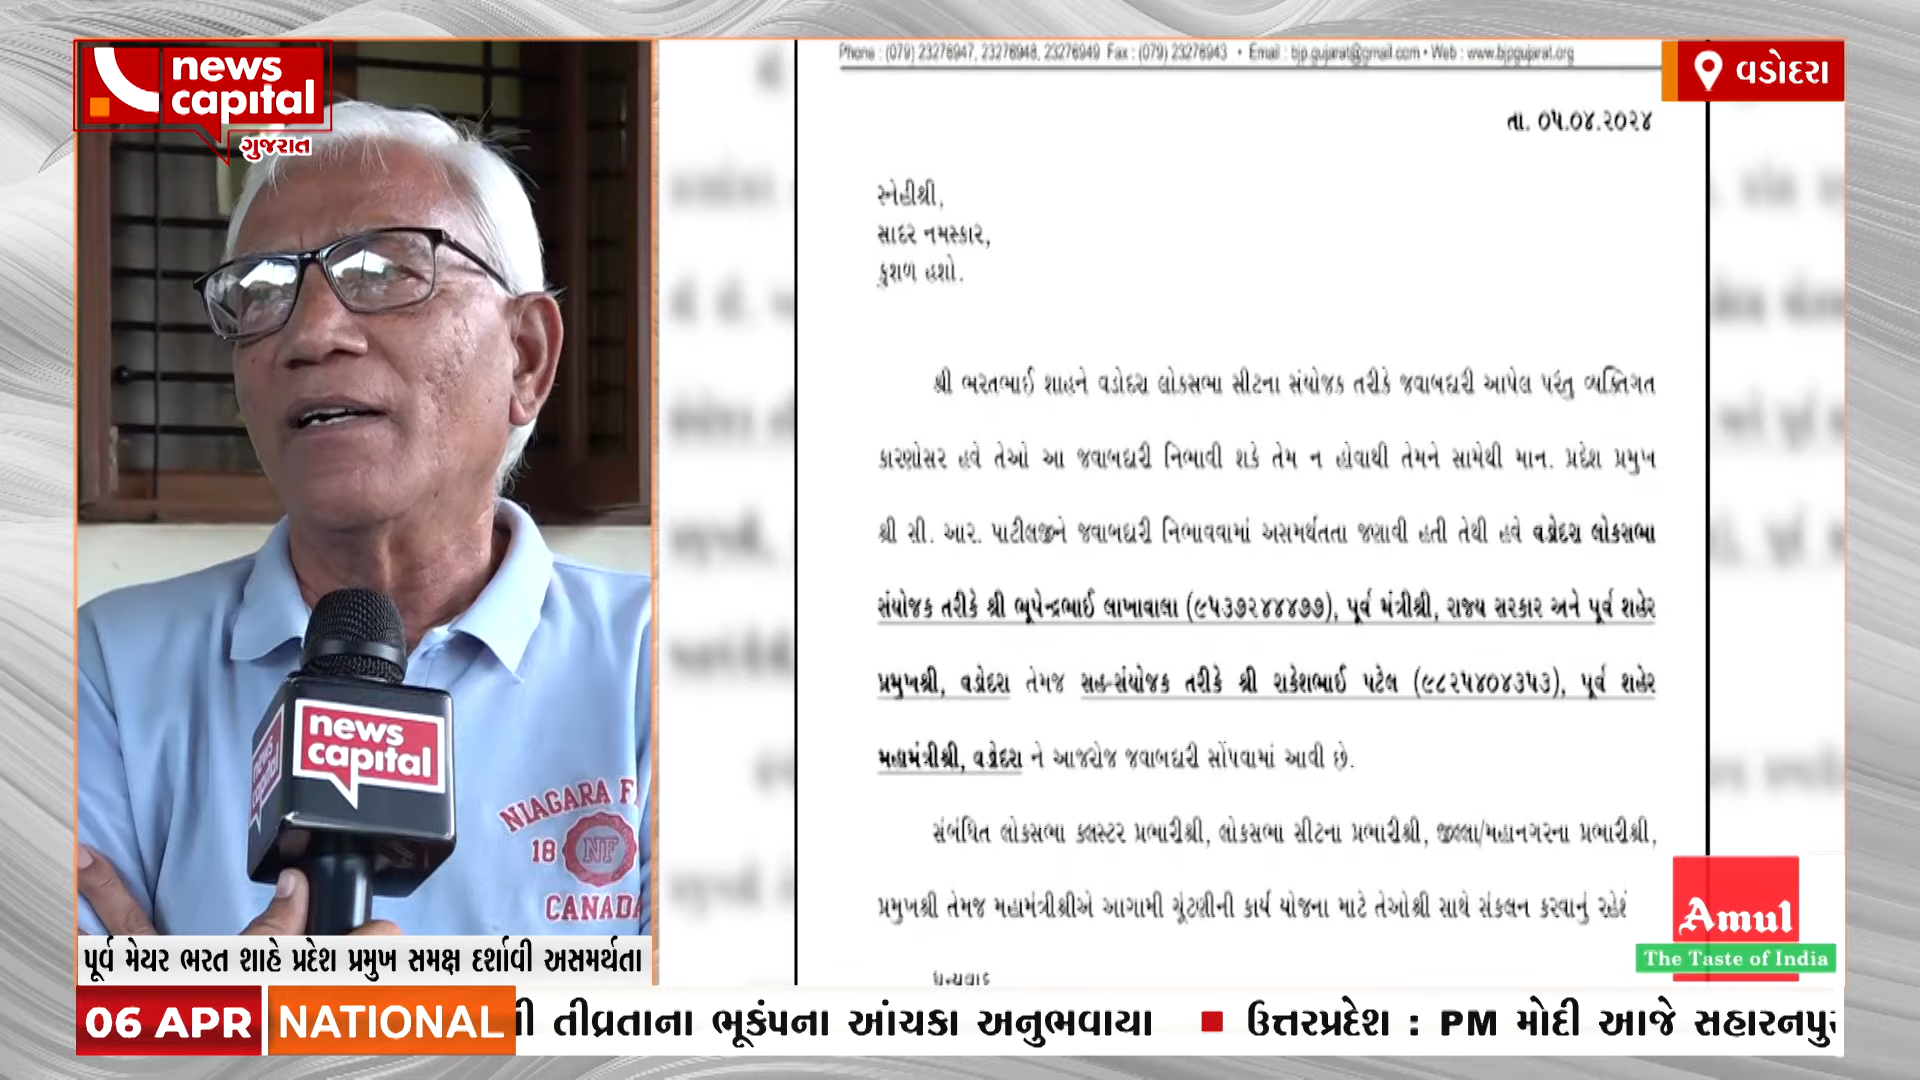 news
capital
ગુજરાત
Phone : (079) 23276947, 23276948, 23276949 Fax : (079) 23276943 • Email : bjp.gujarat@gmail.com • Web : www.bjpgujarat.org
વડોદરા
તા. ૦૫.૦૪.૨૦૨૪
સ્નેહીશ્રી,
સાદર નમસ્કાર,
કુશળ હશો.
શ્રી ભરતભાઈ શાહને વડોદરા લોકસભા સીટના સંયોજક તરીકે જવાબદારી આપેલ પરંતુ વ્યક્તિગત
કારણોસર હવે તેઓ આ જવાબદારી નિભાવી શકે તેમ ન હોવાથી તેમને સામેથી માન. પ્રદેશ પ્રમુખ
શ્રી સી. આર. પાટીલજીને જવાબદારી નિભાવવામાં અસમર્થતતા જણાવી હતી તેથી હવે વડોદરા લોકસભા
સંયોજક તરીકે શ્રી ભૂપેન્દ્રભાઈ લાખાવાલા (૯૫૩૭૨૪૪૪૭૭), પૂર્વ મંત્રીશ્રી, રાજ્ય સરકાર અને પૂર્વ શહેર
પ્રમુખશ્રી, વડોદરા તેમજ સહ-સંયોજક તરીકે શ્રી રાકેશભાઈ પટેલ (૯૮૨૫૪૦૪૩૫૩), પૂર્વ શહેર
મહામંત્રીશ્રી, વડોદરા ને આજરોજ જવાબદારી સોંપવામાં આવી છે.
સંબંધિત લોકસભા ક્લસ્ટર પ્રભારીશ્રી, લોકસભા સીટના પ્રભારીશ્રી, જીલ્લા/મહાનગરના પ્રભારીશ્રી,
પ્રમુખશ્રી તેમજ મહામંત્રીશ્રીએ આગામી ચૂંટણીની કાર્ય યોજના માટે તેઓશ્રી સાથે સંકલન કરવાનું રહેશે
ધન્યવાદ
news
capital
NIAGARA
18 NF
CANADA
Amul
The Taste of India
પૂર્વ મેયર ભરત શાહે પ્રદેશ પ્રમુખ સમક્ષ દર્શાવી અસમર્થતા
06 APR NATIONAL ની તીવ્રતાના ભૂકંપના આંચકા અનુભવાયા ■ ઉત્તરપ્રદેશ : PM મોદી આજે સહારનપુર